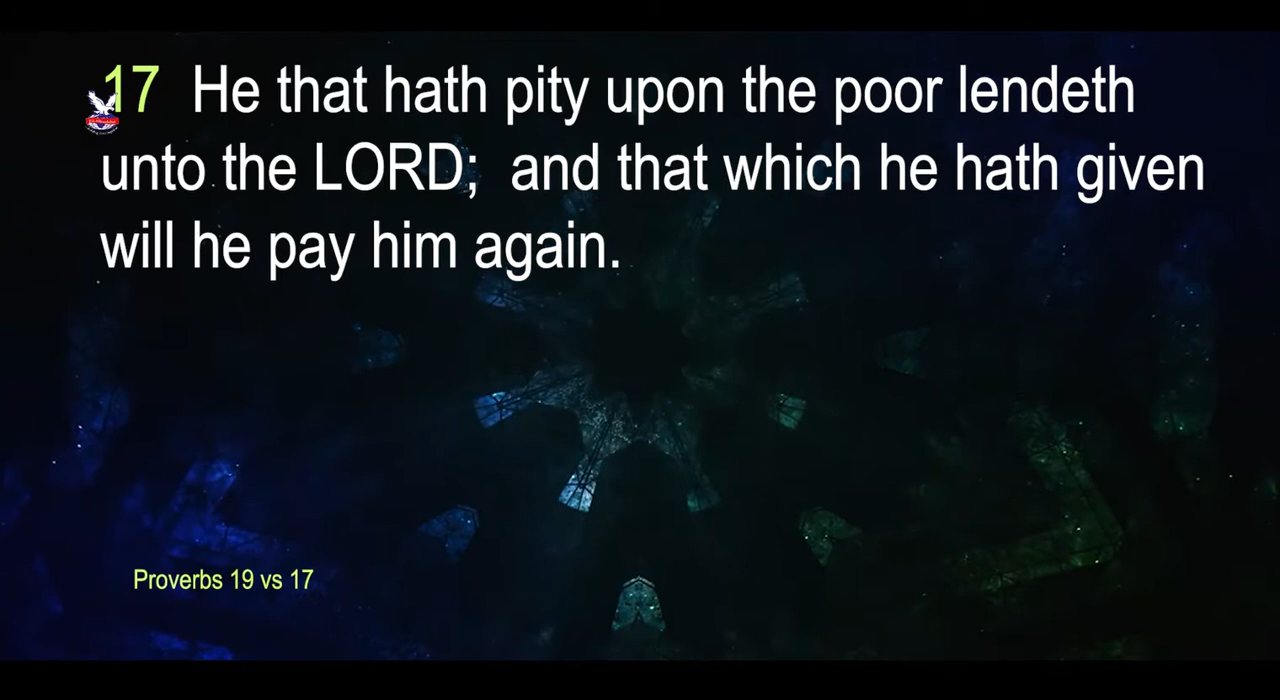 17 He that hath pity upon the poor lendeth
unto the LORD; and that which he hath given
will he pay him again.
Proverbs 19 vs 17